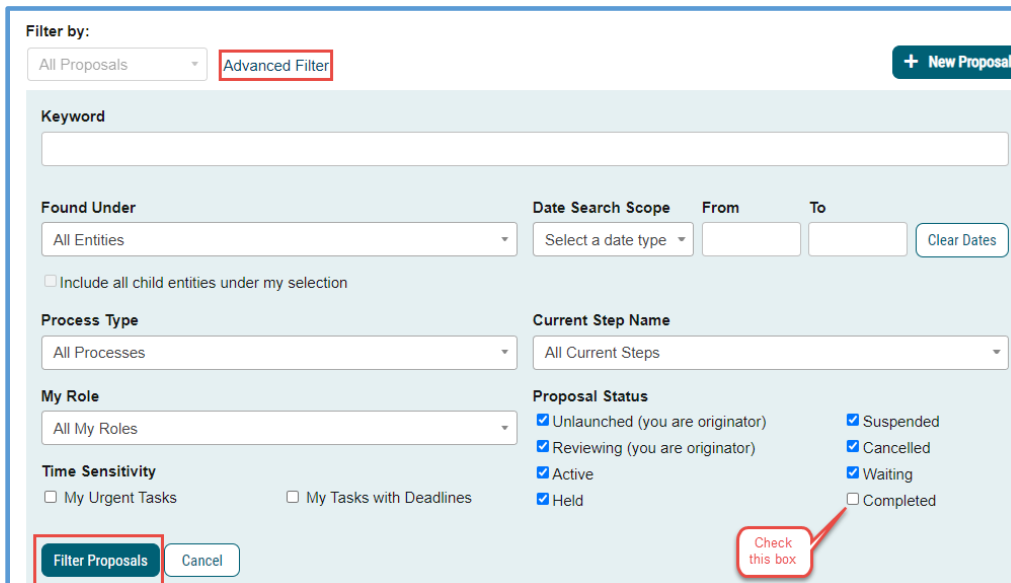 Filter by:
All Proposals
Advanced Filter
+ New Proposal
Keyword
Found Under
Date Search Scope
From
To
All Entities
Select a date type
Clear Dates
Include all child entities under my selection
Process Type
Current Step Name
All Processes
All Current Steps
My Role
Proposal Status
All My Roles
Unlaunched (you are originator)
Suspended
Reviewing (you are originator)
Cancelled
Time Sensitivity
Active
Waiting
My Urgent Tasks
My Tasks with Deadlines
Held
Completed
Filter Proposals
Cancel
Check
this box